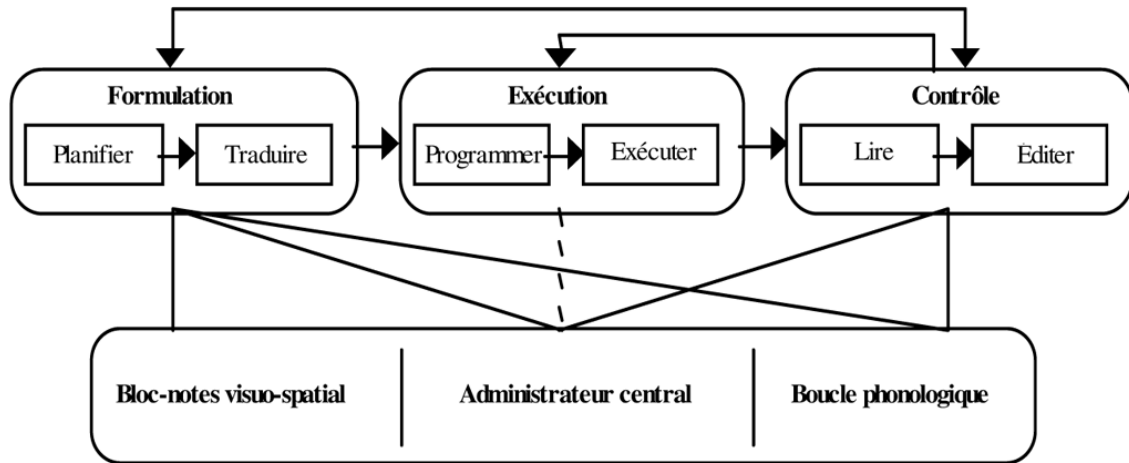 Formulation
Planifier
Traduire
Exécution
Programmer
Exécuter
Contrôle
Lire
Éditer
Bloc-notes visuo-spatial
Administrateur central
Boucle phonologique